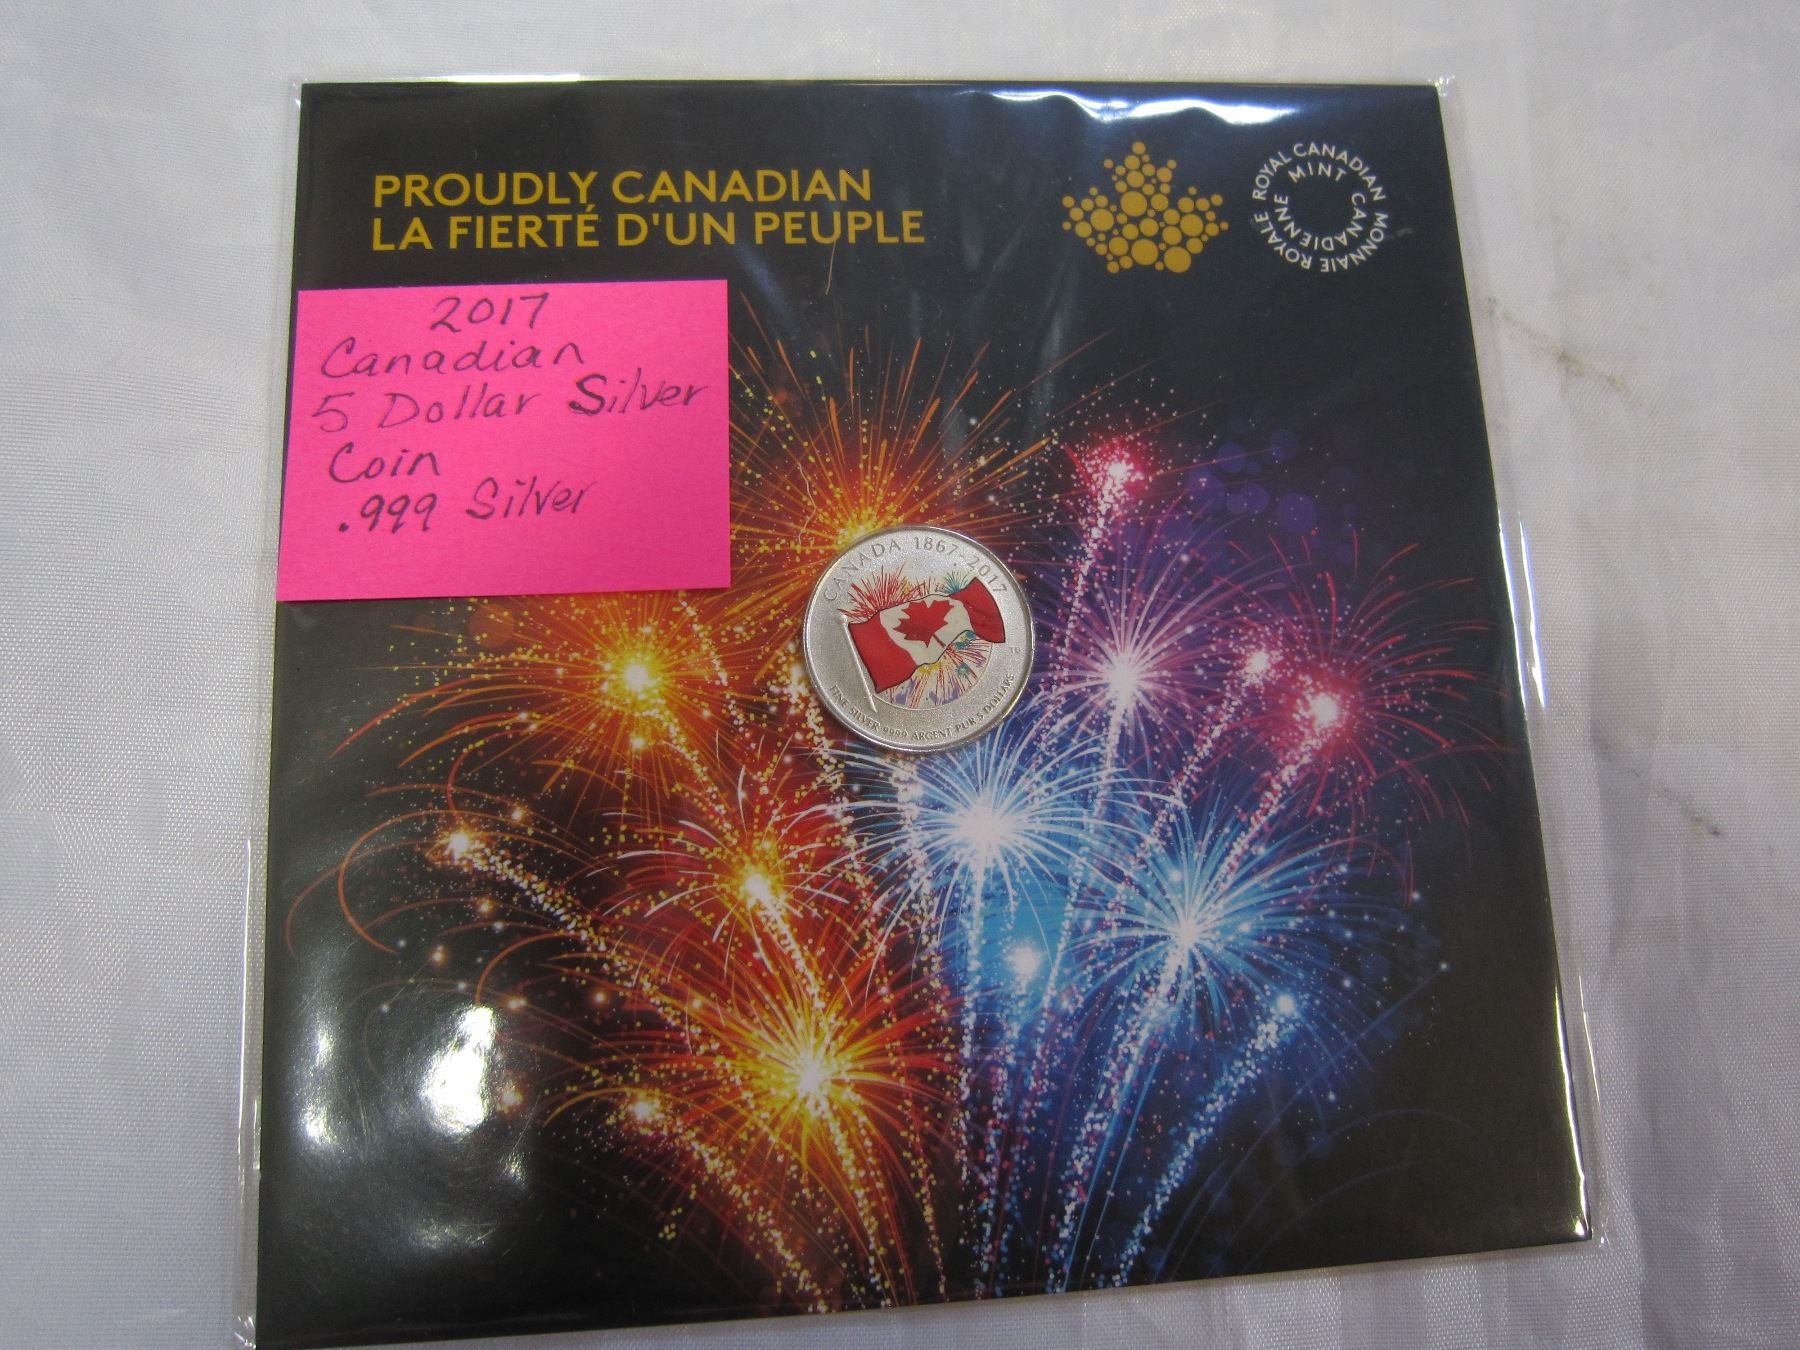 PROUDLY CANADIAN
LA FIERTÉ D'UN PEUPLE
ROYAL CANADIAN MINT
MONNAIE ROYALE CANADIENNE
2017
Canadian
5 Dollar Silver
Coin
.999 Silver
CANADA 1867-2017
FINE SILVER 9999 ARGENT PUR 5 DOLLARS